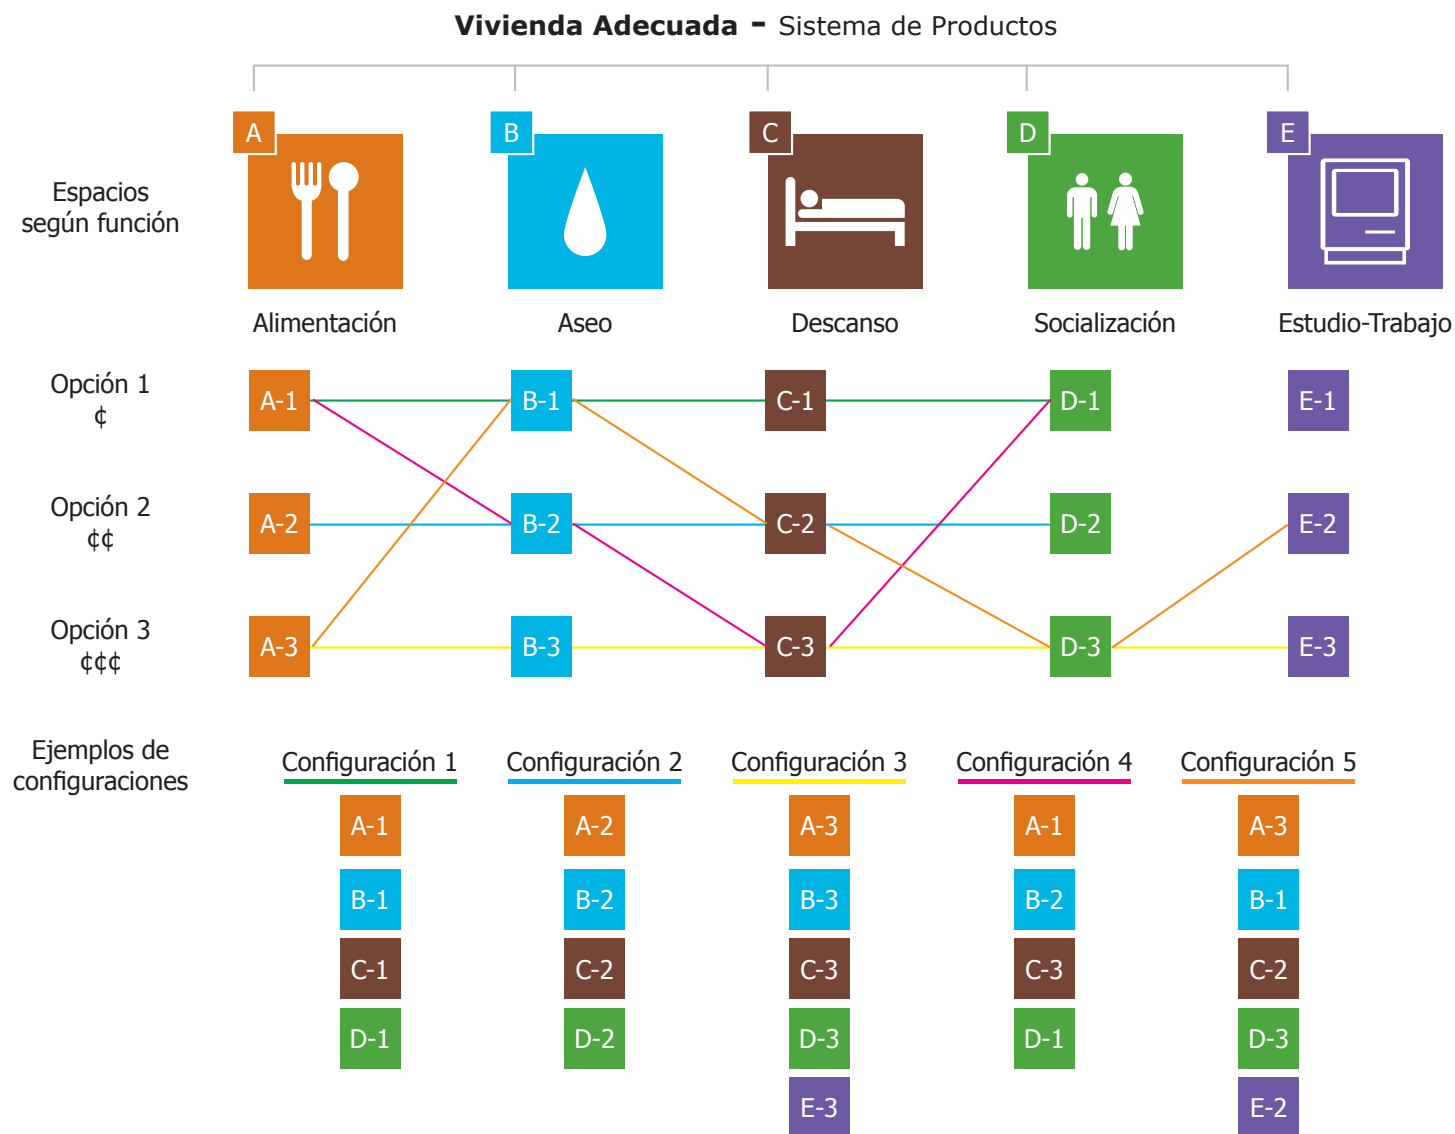 Vivienda Adecuada - Sistema de Productos
A
B
C
D
E
Espacios
según función
Alimentación
Aseo
Descanso
Socialización
Estudio-Trabajo
Opción 1
¢
A-1
B-1
C-1
D-1
E-1
Opción 2
¢¢
A-2
B-2
C-2
D-2
E-2
Opción 3
¢¢¢
A-3
B-3
C-3
D-3
E-3
Ejemplos de
configuraciones
Configuración 1
Configuración 2
Configuración 3
Configuración 4
Configuración 5
A-1
A-2
A-3
A-1
A-3
B-1
B-2
B-3
B-2
B-1
C-1
C-2
C-3
C-3
C-2
D-1
D-2
D-3
D-1
D-3
E-3
E-2